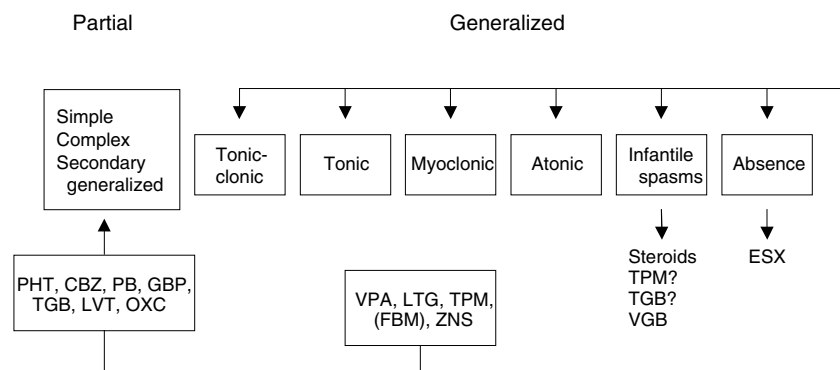 Partial
Generalized
Simple
Complex
Secondary
generalized
Tonic-
clonic
Tonic
Myoclonic
Atonic
Infantile
spasms
Absence
PHT, CBZ, PB, GBP,
TGB, LVT, OXC
VPA, LTG, TPM,
(FBM), ZNS
Steroids
TPM?
TGB?
VGB
ESX